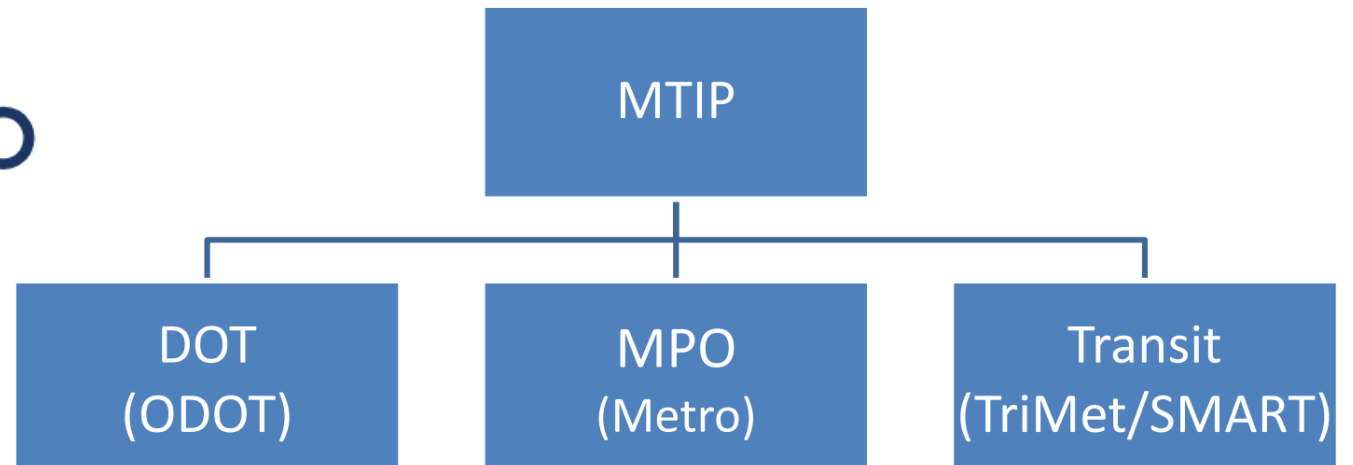 MTIP
DOT
(ODOT)
MPO
(Metro)
Transit
(TriMet/SMART)